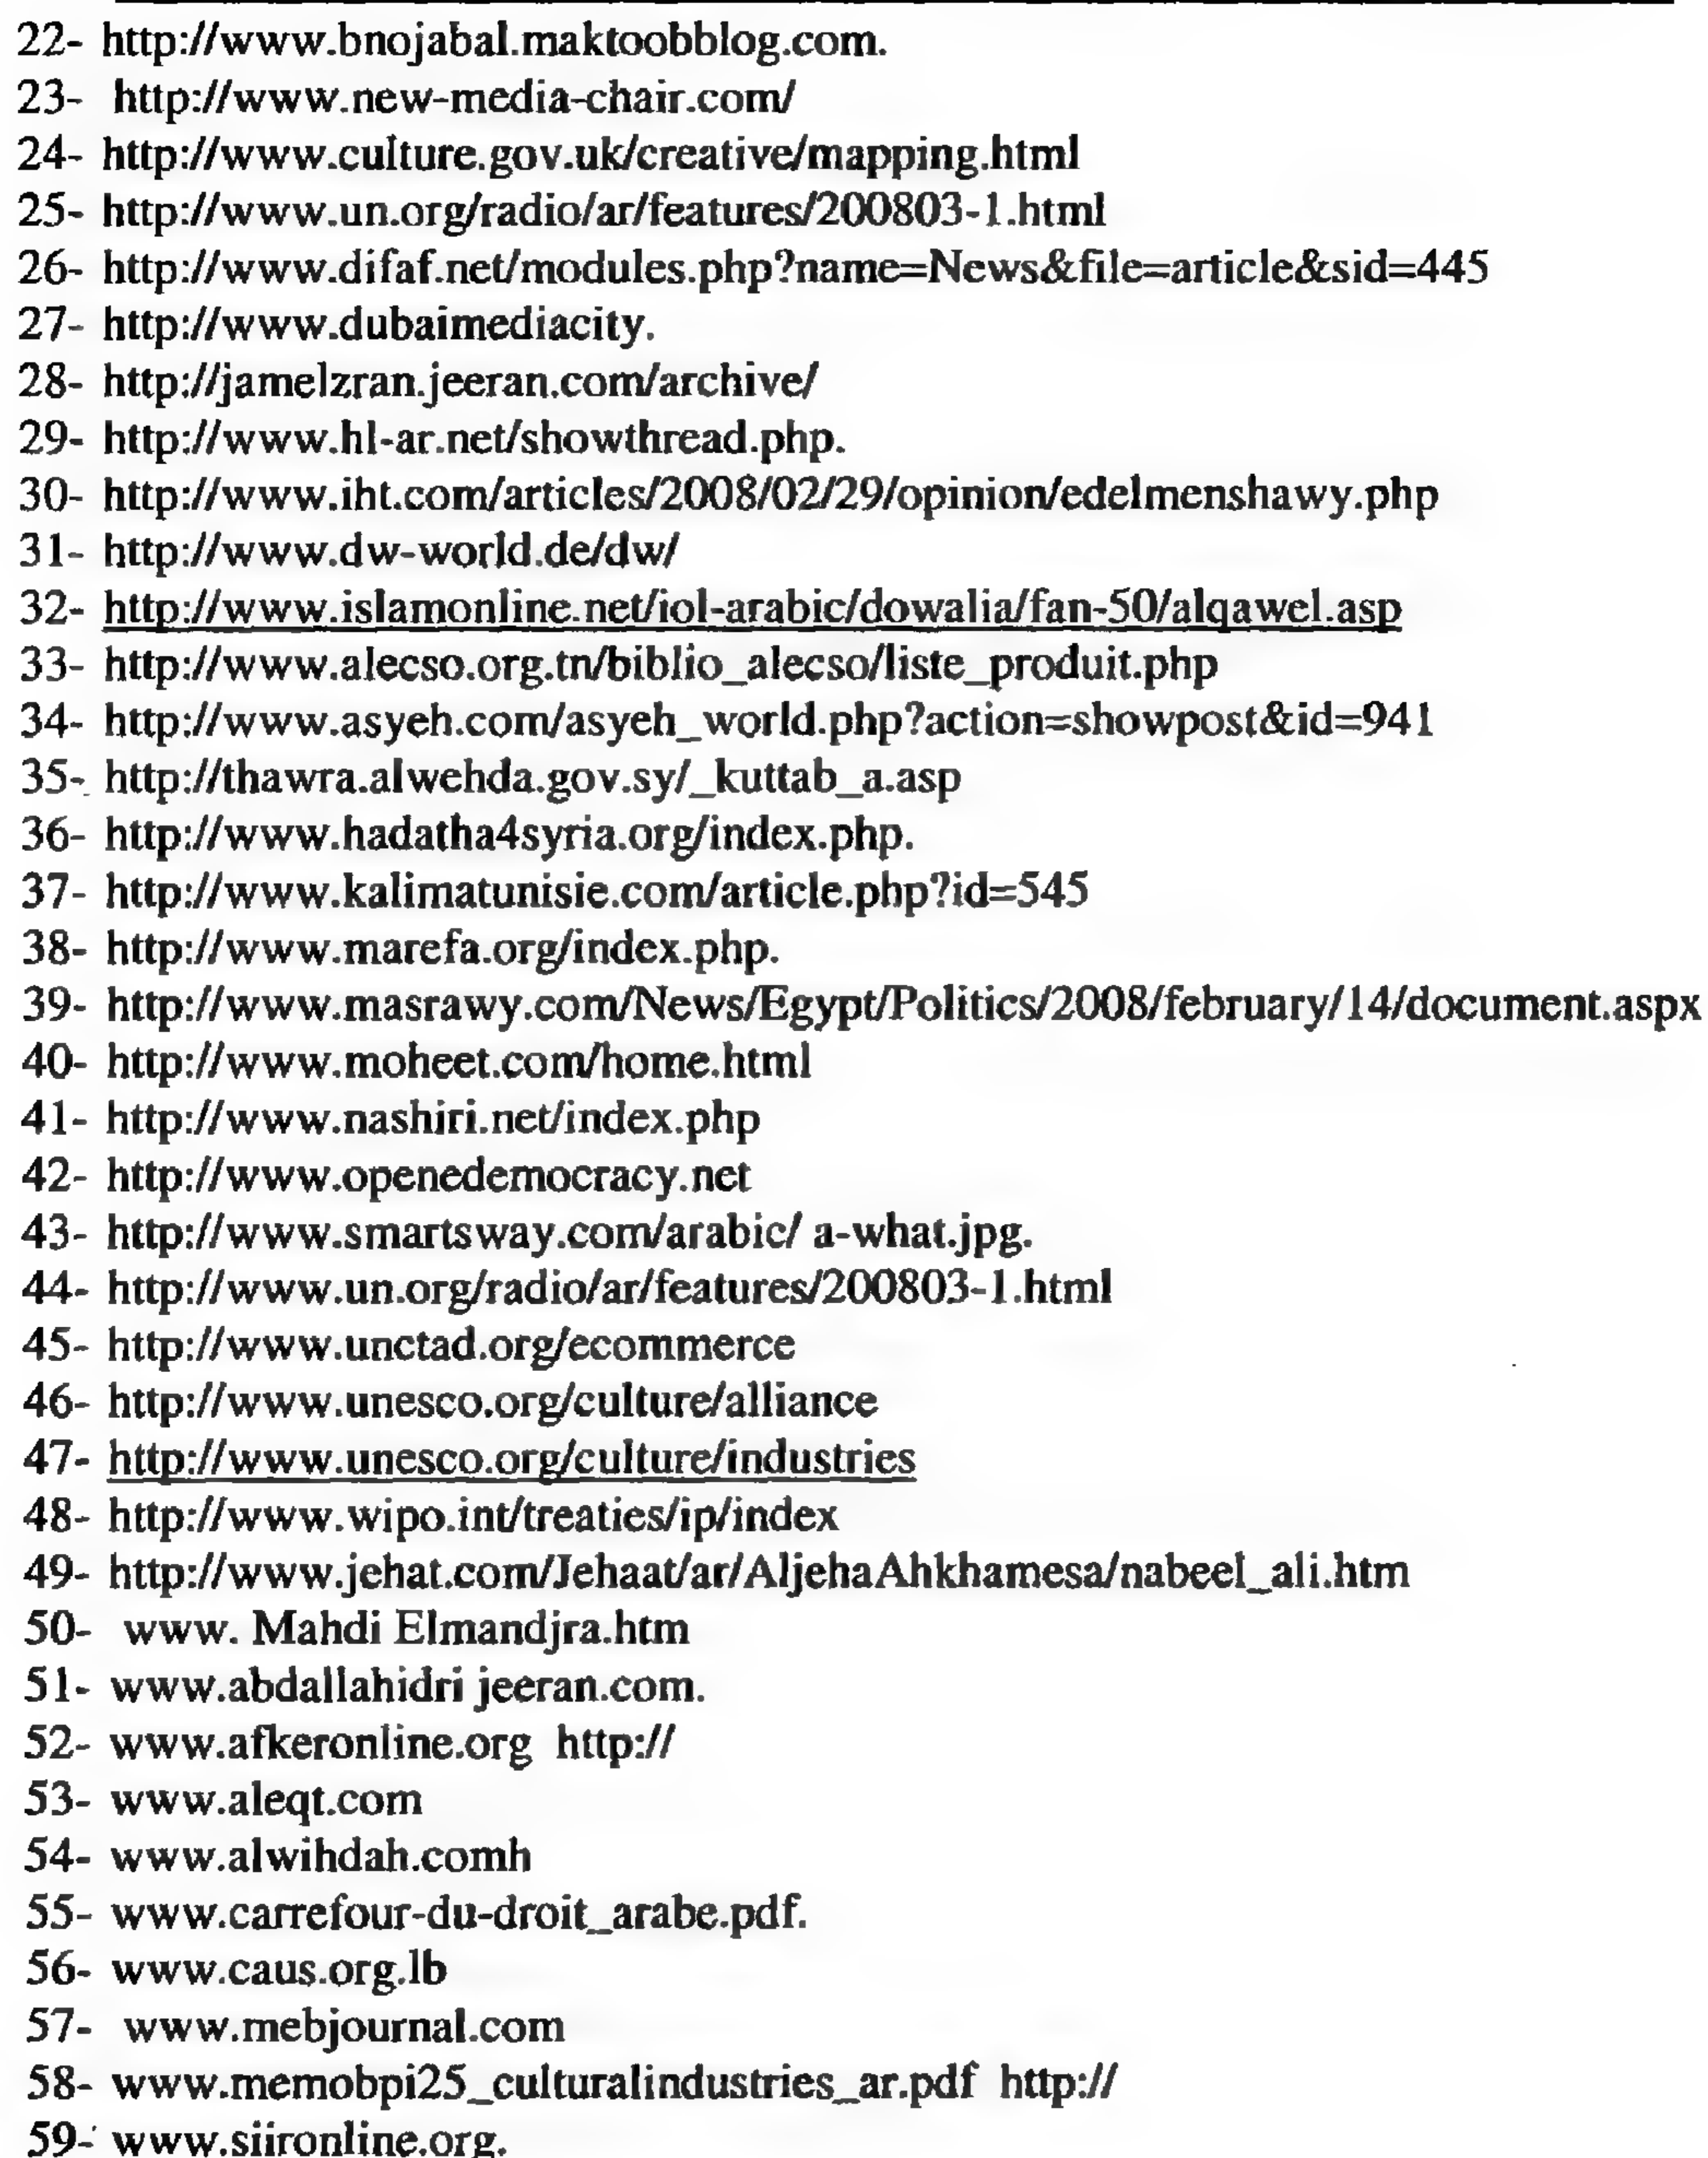 22- http://www.bnojabal.maktoobblog.com.
23- http://www.new-media-chair.com/
24- http://www.culture.gov.uk/creative/mapping.html
25- http://www.un.org/radio/ar/features/200803-1.html
26- http://www.difaf.net/modules.php?name=News&file=article&sid=445
27- http://www.dubaimediacity.
28- http://jamelzran.jeeran.com/archive/
29- http://www.hl-ar.net/showthread.php.
30- http://www.iht.com/articles/2008/02/29/opinion/edelmenshawy.php
31- http://www.dw-world.de/dw/
32- http://www.islamonline.net/iol-arabic/dowalia/fan-50/alqawel.asp
33- http://www.alecso.org.tn/biblio_alecso/liste_produit.php
34- http://www.asyeh.com/asyeh_world.php?action=showpost&id=941
35- http://thawra.alwehda.gov.sy/_kuttab_a.asp
36- http://www.hadatha4syria.org/index.php.
37- http://www.kalimatunisie.com/article.php?id=545
38- http://www.marefa.org/index.php.
39- http://www.masrawy.com/News/Egypt/Politics/2008/february/14/document.aspx
40- http://www.moheet.com/home.html
41- http://www.nashiri.net/index.php
42- http://www.openedemocracy.net
43- http://www.smartsway.com/arabic/ a-what.jpg.
44- http://www.un.org/radio/ar/features/200803-1.html
45- http://www.unctad.org/ecommerce
46- http://www.unesco.org/culture/alliance
47- http://www.unesco.org/culture/industries
48- http://www.wipo.int/treaties/ip/index
49- http://www.jehat.com/Jehaat/ar/AljehaAhkhamesa/nabeel_ali.htm
50- www. Mahdi Elmandjra.htm
51- www.abdallahidri jeeran.com.
52- www.afkeronline.org http://
53- www.aleqt.com
54- www.alwihdah.comh
55- www.carrefour-du-droit_arabe.pdf.
56- www.caus.org.lb
57- www.mebjournal.com
58- www.memobpi25_culturalindustries_ar.pdf http://
59- www.siironline.org.